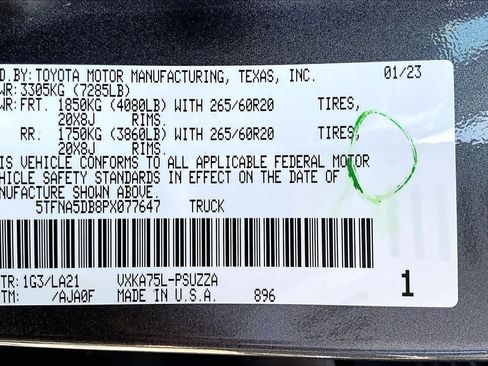 D.BY:TOYOTA MOTOR MANUFACTURING, TEXAS, INC. 01/23
WR:3305KG (7285LB)
WR:FRT. 1850KG (4080LB) WITH 265/60R20 TIRES,
20X8J RIMS.
RR. 1750KG (3860LB) WITH 265/60R20 TIRES,
20X8J RIMS.
IS VEHICLE CONFORMS TO ALL APPLICABLE FEDERAL MOTOR
EHICLE SAFETY STANDARDS IN EFFECT ON THE DATE OF
NUFACTURE SHOWN ABOVE.
5TFNA5DB8PX077647 TRUCK
TR: 1G3/LA21 VXKA75L-PSUZZA
TM: /AJA0F MADE IN U.S.A. 896 1